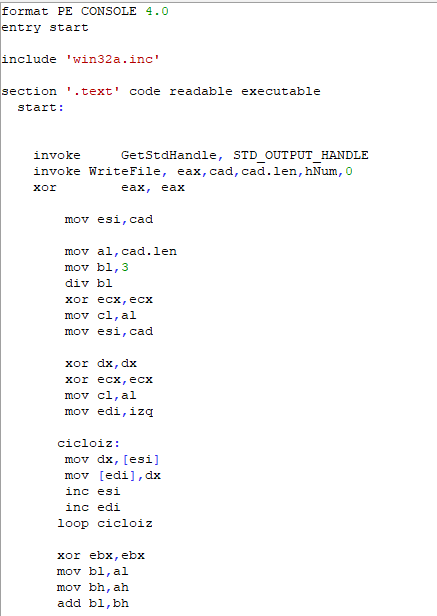 format PE CONSOLE 4.0
entry start
include 'win32a.inc'
section '.text' code readable executable
start:
invoke GetStdHandle, STD_OUTPUT_HANDLE
invoke WriteFile, eax,cad,cad.len,hNum,0
xor eax, eax
mov esi,cad
mov al,cad.len
mov bl,3
div bl
xor ecx,ecx
mov cl,al
mov esi,cad
xor dx,dx
xor ecx,ecx
mov cl,al
mov edi,izq
cicloiz:
mov dx,[esi]
mov [edi],dx
inc esi
inc edi
loop cicloiz
xor ebx,ebx
mov bl,al
mov bh,ah
add bl,bh